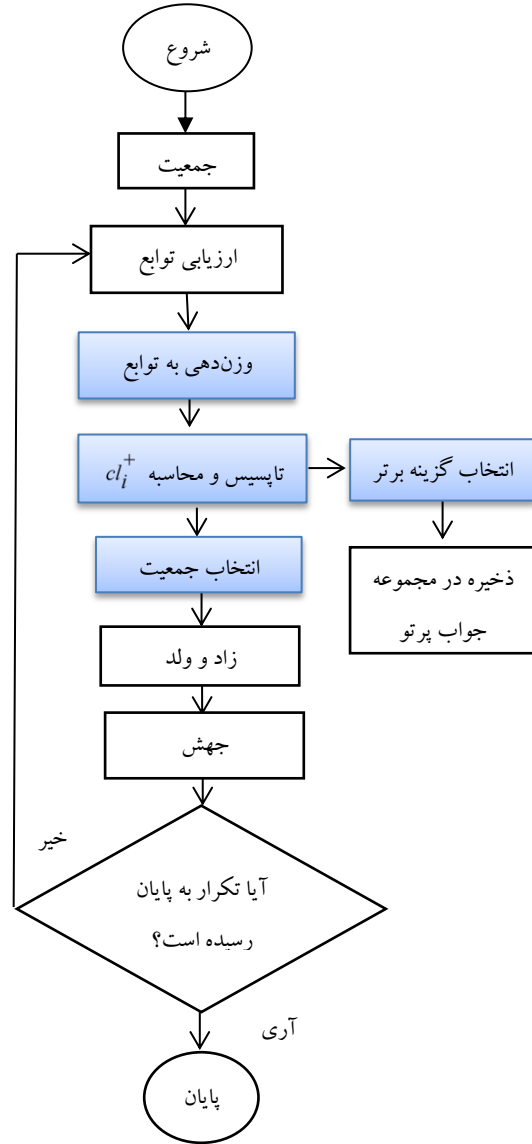 شروع
جمعیت
ارزیابی توابع
وزن‌دهی به توابع
تاپسیس و محاسبه cl_i^+
انتخاب گزینه برتر
انتخاب جمعیت
ذخیره در مجموعه
جواب پرتو
زاد و ولد
جهش
خیر
آیا تکرار به پایان
رسیده است؟
آری
پایان